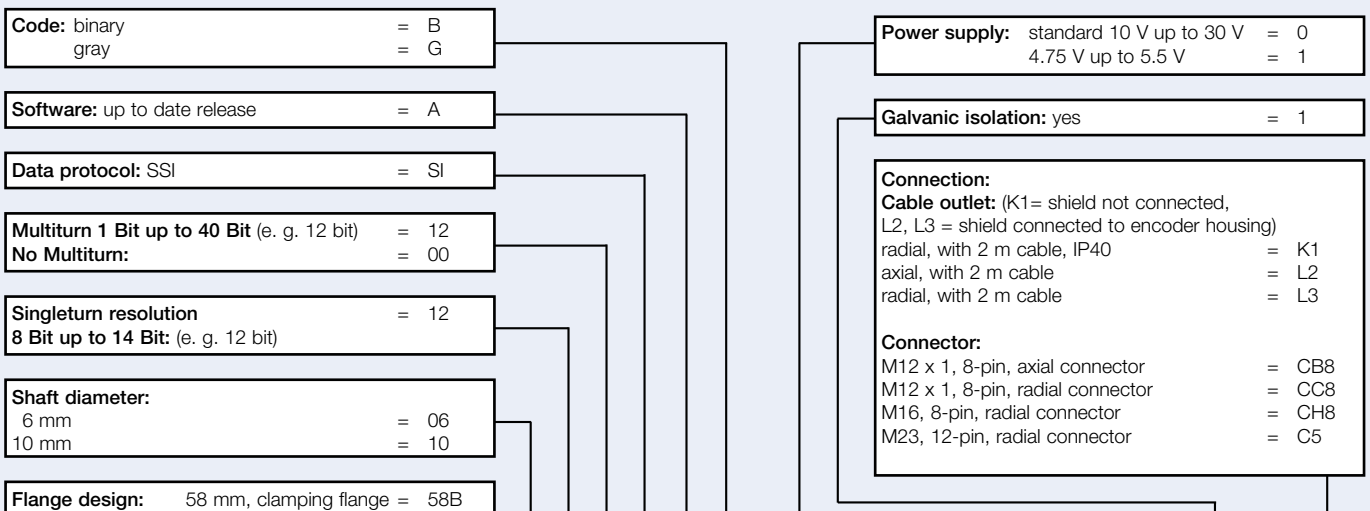 Code: binary = B
gray = G
Software: up to date release = A
Data protocol: SSI = SI
Multiturn 1 Bit up to 40 Bit (e. g. 12 bit) = 12
No Multiturn: = 00
Singleturn resolution = 12
8 Bit up to 14 Bit: (e. g. 12 bit)
Shaft diameter:
6 mm = 06
10 mm = 10
Flange design: 58 mm, clamping flange = 58B
Power supply: standard 10 V up to 30 V = 0
4.75 V up to 5.5 V = 1
Galvanic isolation: yes = 1
Connection:
Cable outlet: (K1= shield not connected,
L2, L3 = shield connected to encoder housing)
radial, with 2 m cable, IP40 = K1
axial, with 2 m cable = L2
radial, with 2 m cable = L3
Connector:
M12 x 1, 8-pin, axial connector = CB8
M12 x 1, 8-pin, radial connector = CC8
M16, 8-pin, radial connector = CH8
M23, 12-pin, radial connector = C5